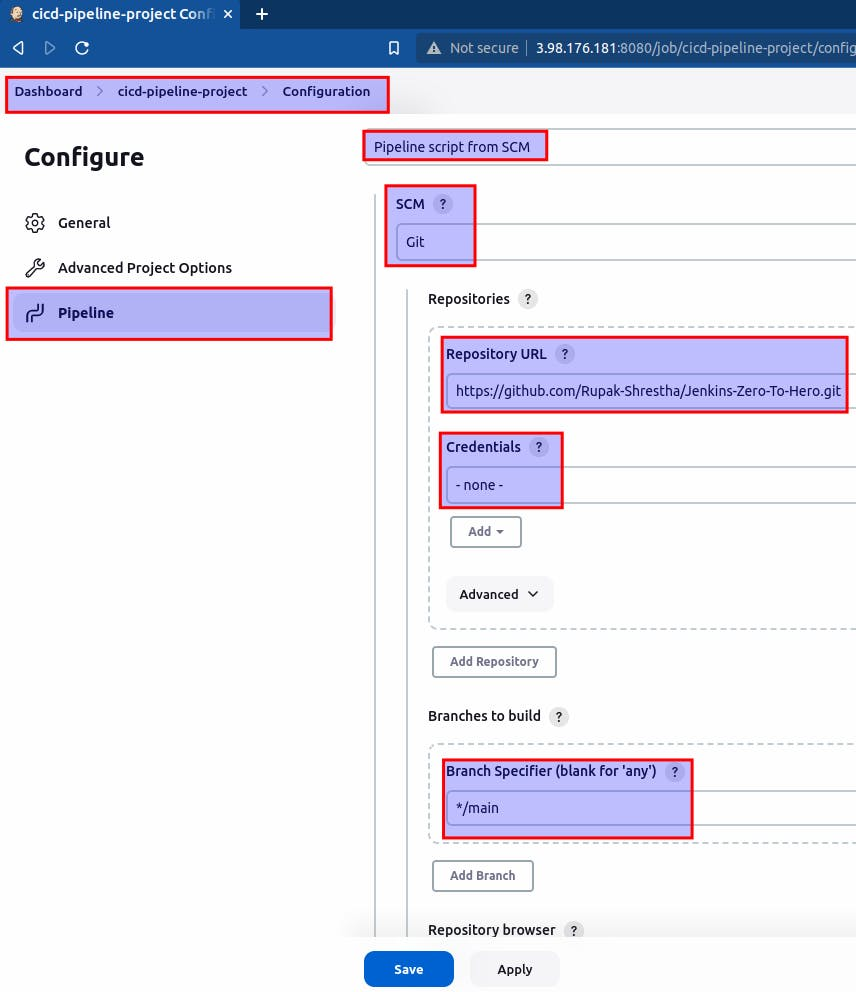 cicd-pipeline-project Conf
Not secure 3.98.176.181:8080/job/cicd-pipeline-project/config
Dashboard > cicd-pipeline-project > Configuration
Configure
General
Advanced Project Options
Pipeline
Pipeline script from SCM
SCM ?
Git
Repositories ?
Repository URL ?
https://github.com/Rupak-Shrestha/Jenkins-Zero-To-Hero.git
Credentials ?
- none -
Add
Advanced
Add Repository
Branches to build ?
Branch Specifier (blank for 'any') ?
*/main
Add Branch
Repository browser ?
Save Apply